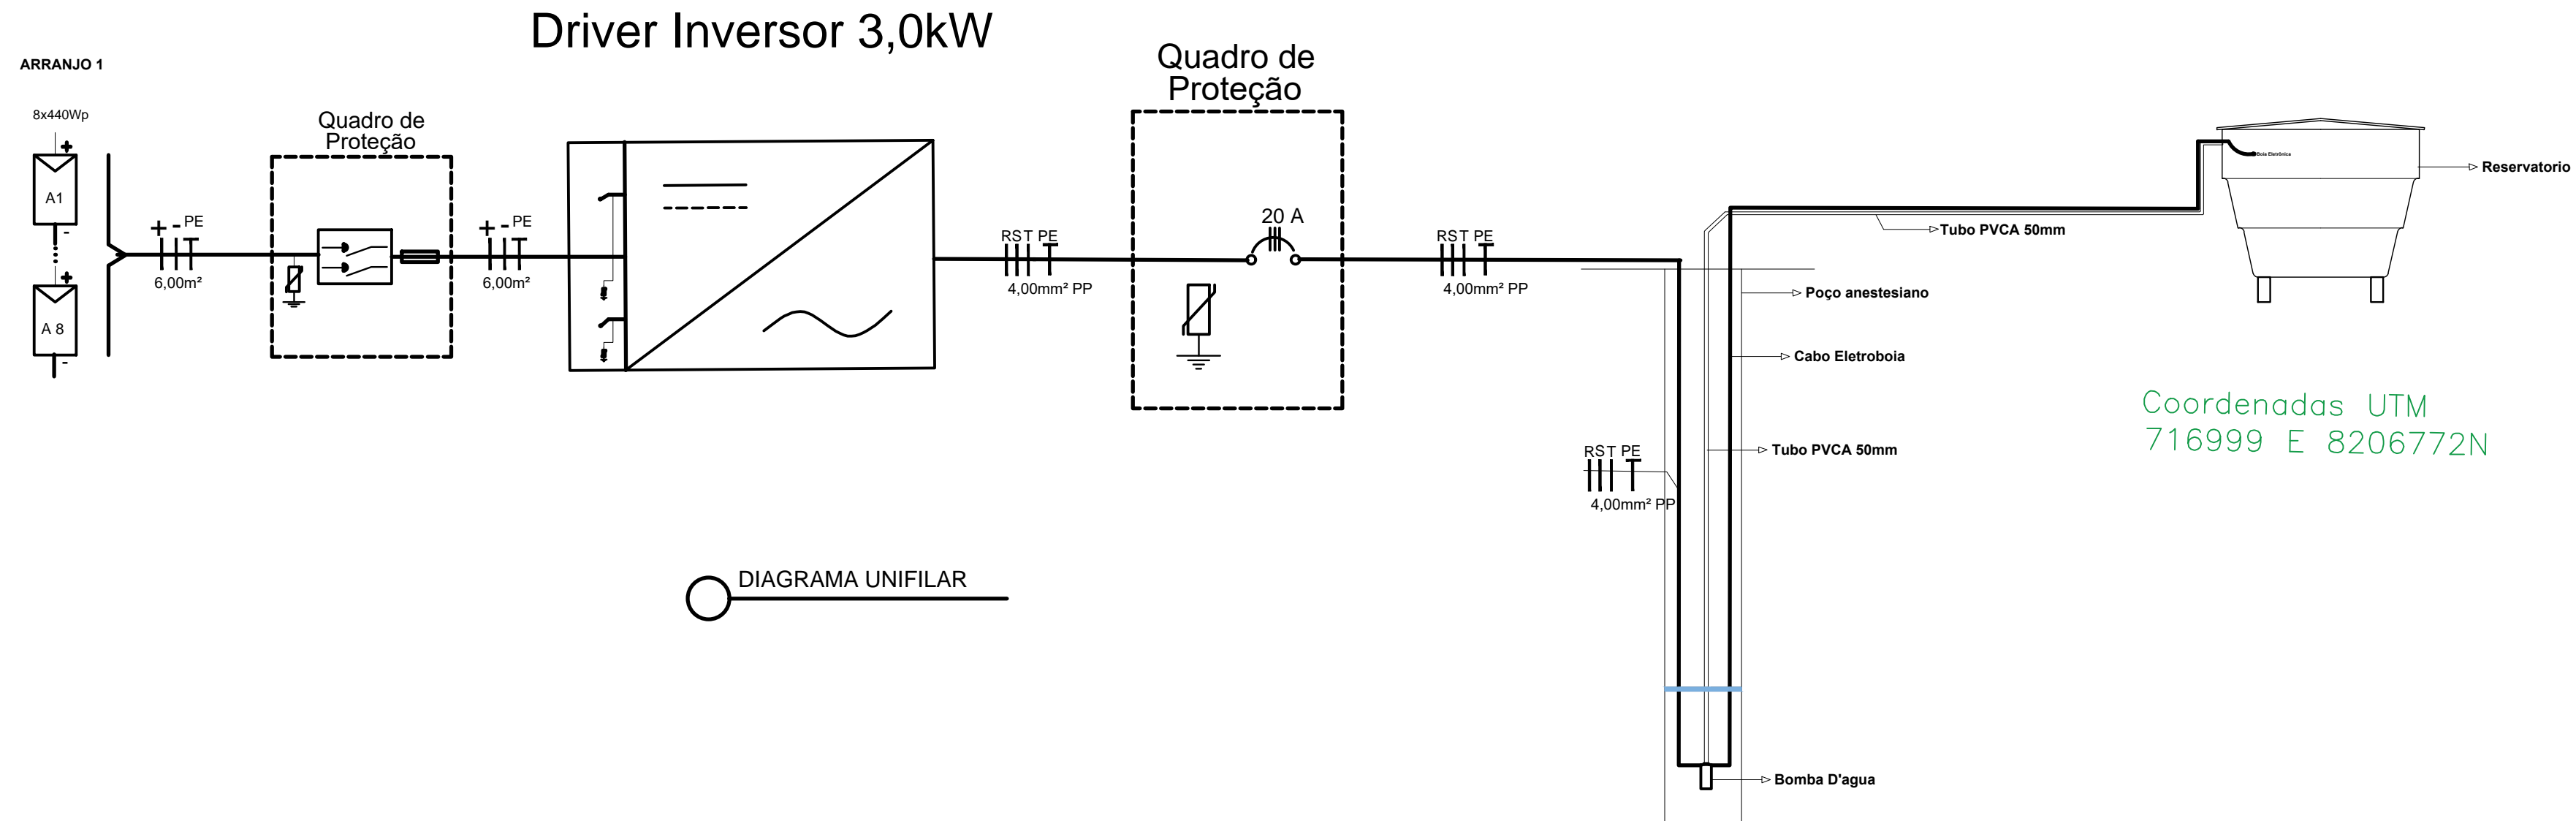 Driver Inversor 3,0kW
ARRANJO 1
8x440Wp
+
A1
-
+
A 8
-
+ - PE
6,00m²
Quadro de
Proteção
+ - PE
6,00m²
RST PE
4,00mm² PP
Quadro de
Proteção
20 A
RST PE
4,00mm² PP
RST PE
4,00mm² PP
Boia Eletrônica
Reservatorio
Tubo PVCA 50mm
Poço anestesiano
Cabo Eletroboia
Tubo PVCA 50mm
Bomba D'agua
Coordenadas UTM
716999 E 8206772N
DIAGRAMA UNIFILAR